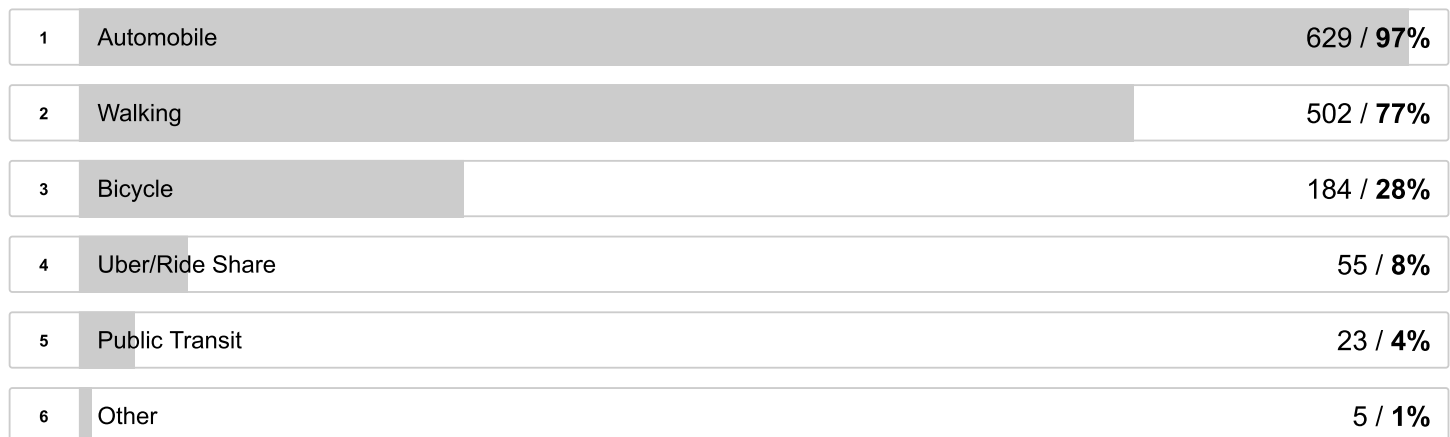 1 Automobile 629 / 97%
2 Walking 502 / 77%
3 Bicycle 184 / 28%
4 Uber/Ride Share 55 / 8%
5 Public Transit 23 / 4%
6 Other 5 / 1%